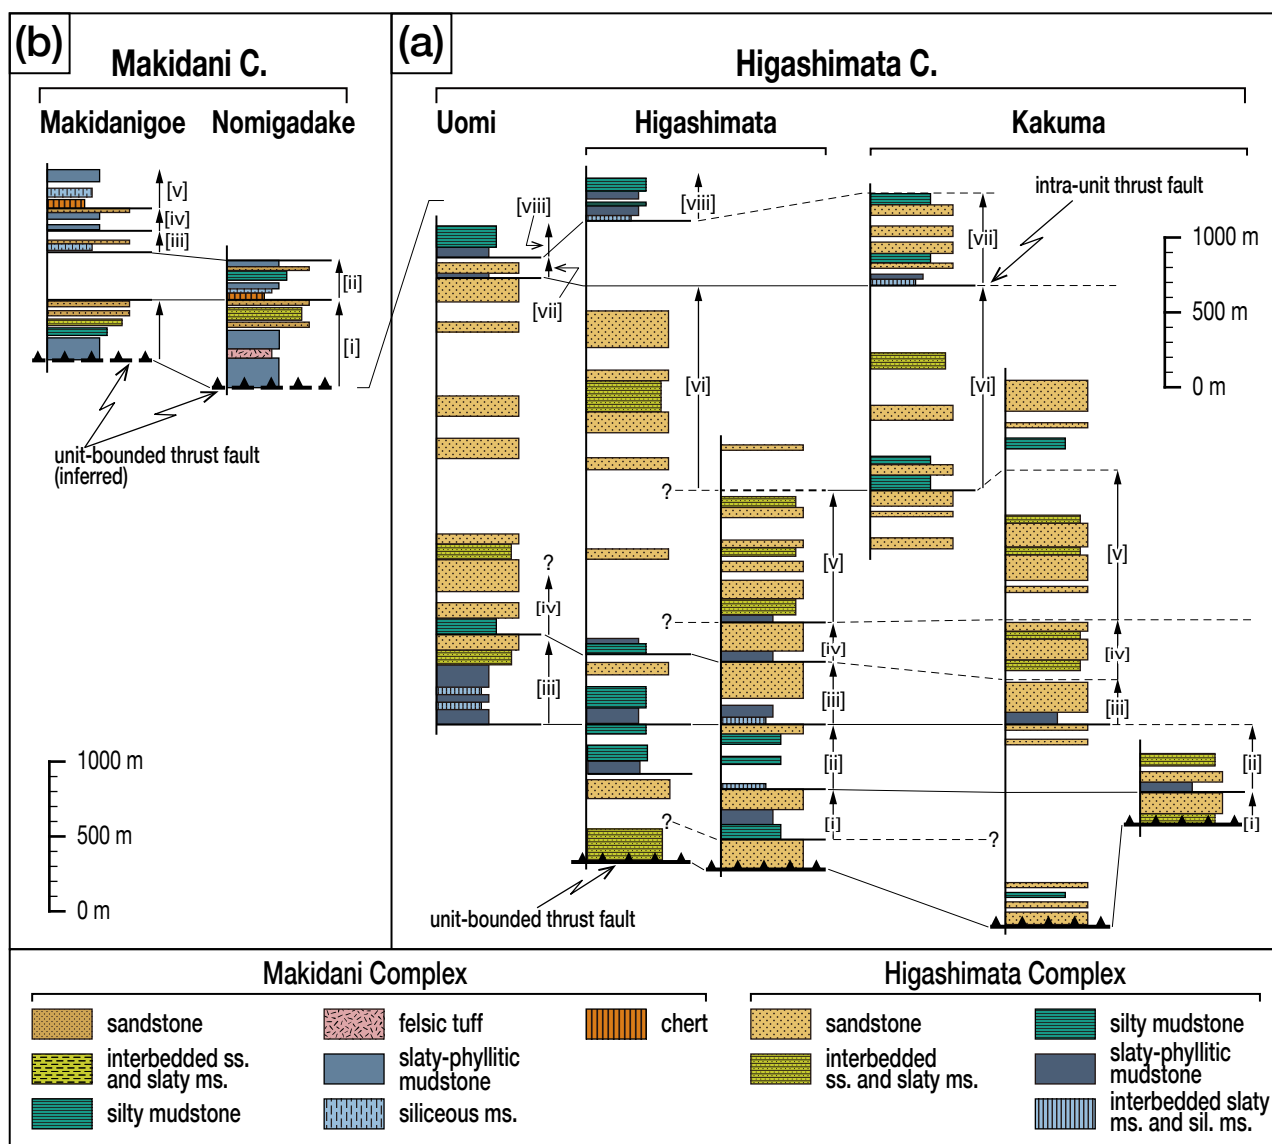 (b)
Makidani C.
Makidanigoe
Nomigadake
[v]
[iv]
[iii]
[ii]
[i]
unit-bounded thrust fault
(inferred)
1000 m
500 m
0 m
(a)
Higashimata C.
Uomi
Higashimata
Kakuma
intra-unit thrust fault
1000 m
500 m
0 m
[viii]
[vii]
?
[iv]
[iii]
[viii]
[vi]
?
?
?
[v]
[iv]
[iii]
[ii]
[i]
[vii]
[vi]
[v]
[iv]
[iii]
?
[ii]
[i]
unit-bounded thrust fault
Makidani Complex
sandstone
interbedded ss.
and slaty ms.
silty mudstone
felsic tuff
slaty-phyllitic
mudstone
siliceous ms.
chert
Higashimata Complex
sandstone
interbedded
ss. and slaty ms.
silty mudstone
slaty-phyllitic
mudstone
interbedded slaty
ms. and sil. ms.